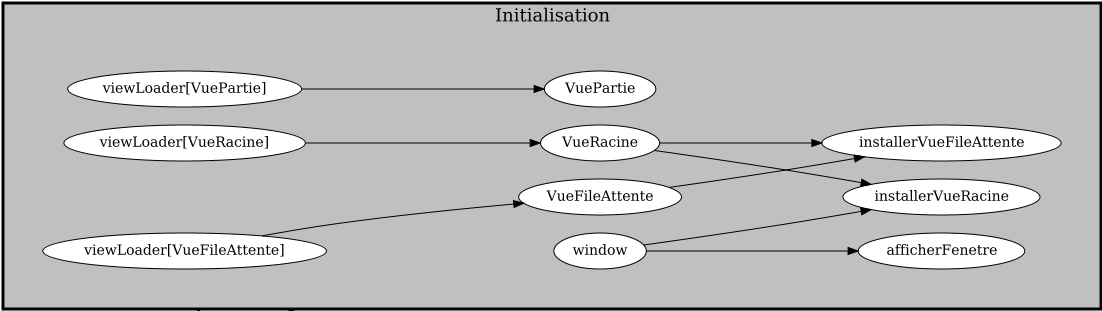 Initialisation
viewLoader[VuePartie]
VuePartie
viewLoader[VueRacine]
VueRacine
installerVueFileAttente
VueFileAttente
installerVueRacine
viewLoader[VueFileAttente]
window
afficherFenetre